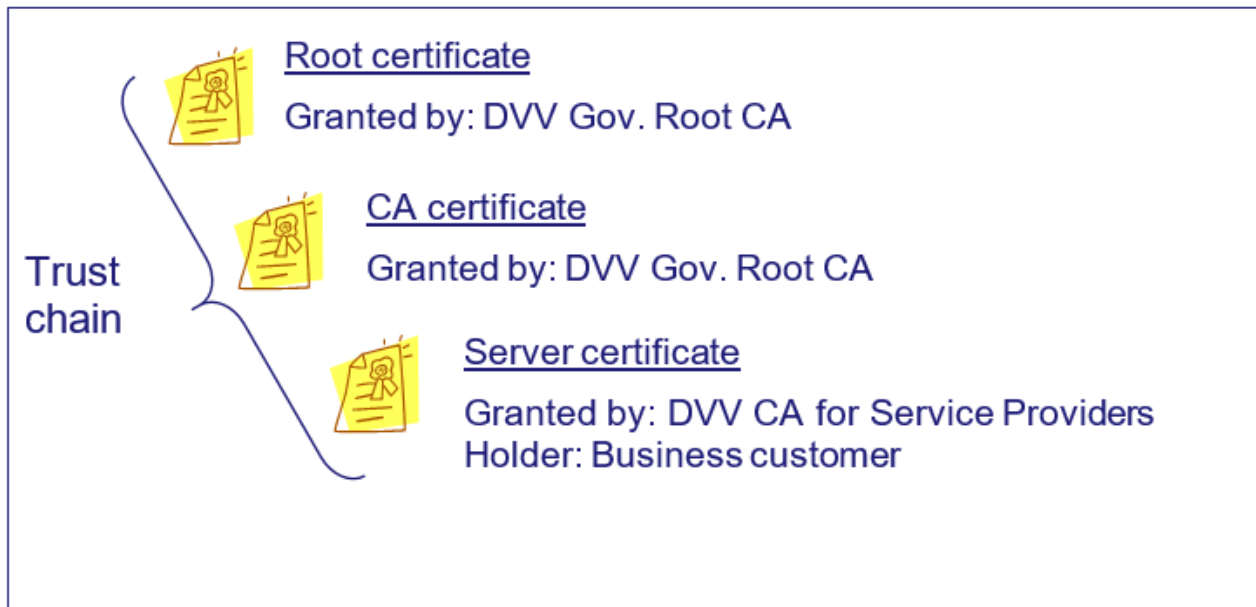 Root certificate
Granted by: DVV Gov. Root CA
CA certificate
Granted by: DVV Gov. Root CA
Trust
chain
Server certificate
Granted by: DVV CA for Service Providers
Holder: Business customer